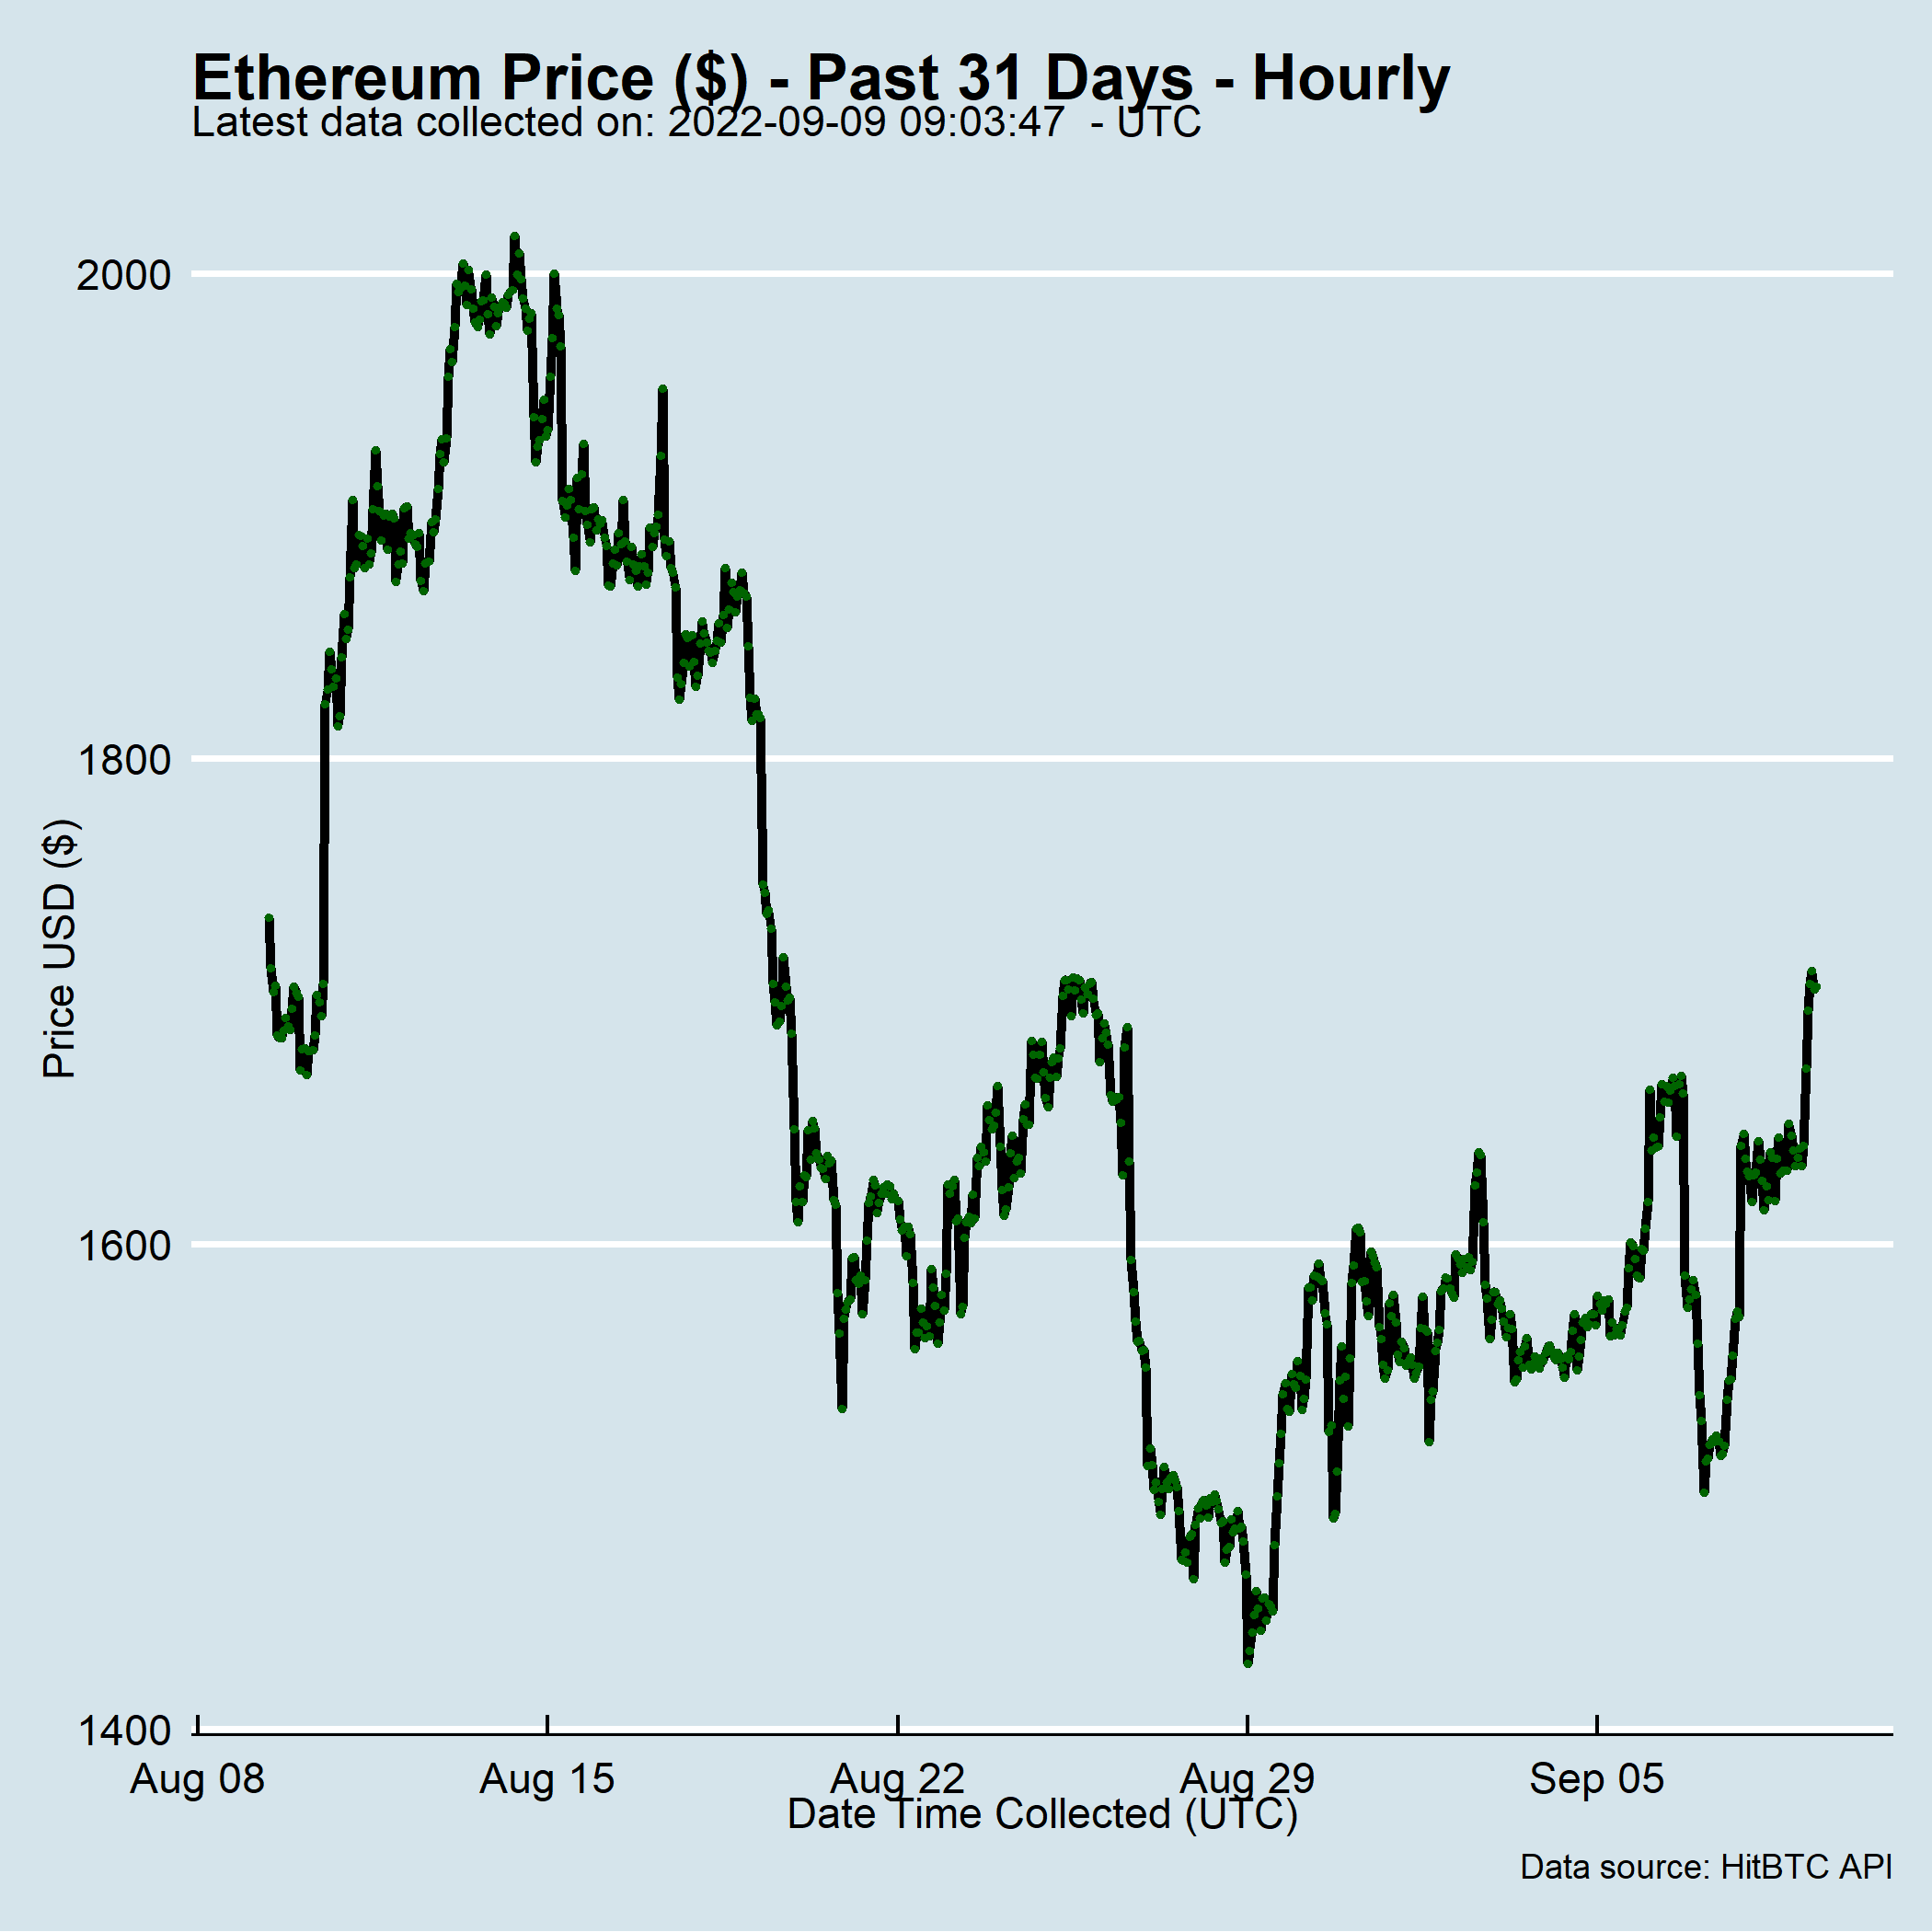 Ethereum Price ($) - Past 31 Days - Hourly
Latest data collected on: 2022-09-09 09:03:47  - UTC
2000
1800
1600
1400
Price USD ($)
Aug 08 Aug 15 Aug 22 Aug 29 Sep 05
Date Time Collected (UTC)
Data source: HitBTC API